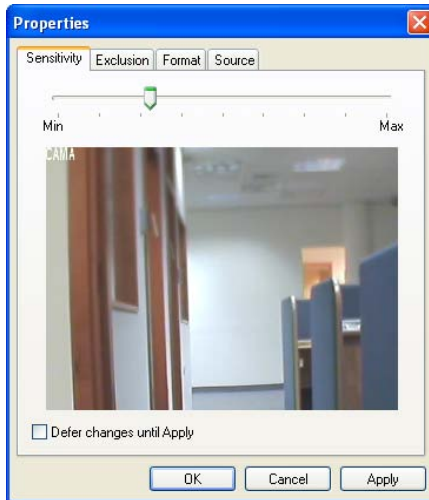 Properties
Sensitivity Exclusion Format Source
Min Max
CAMA
Defer changes until Apply
OK Cancel Apply